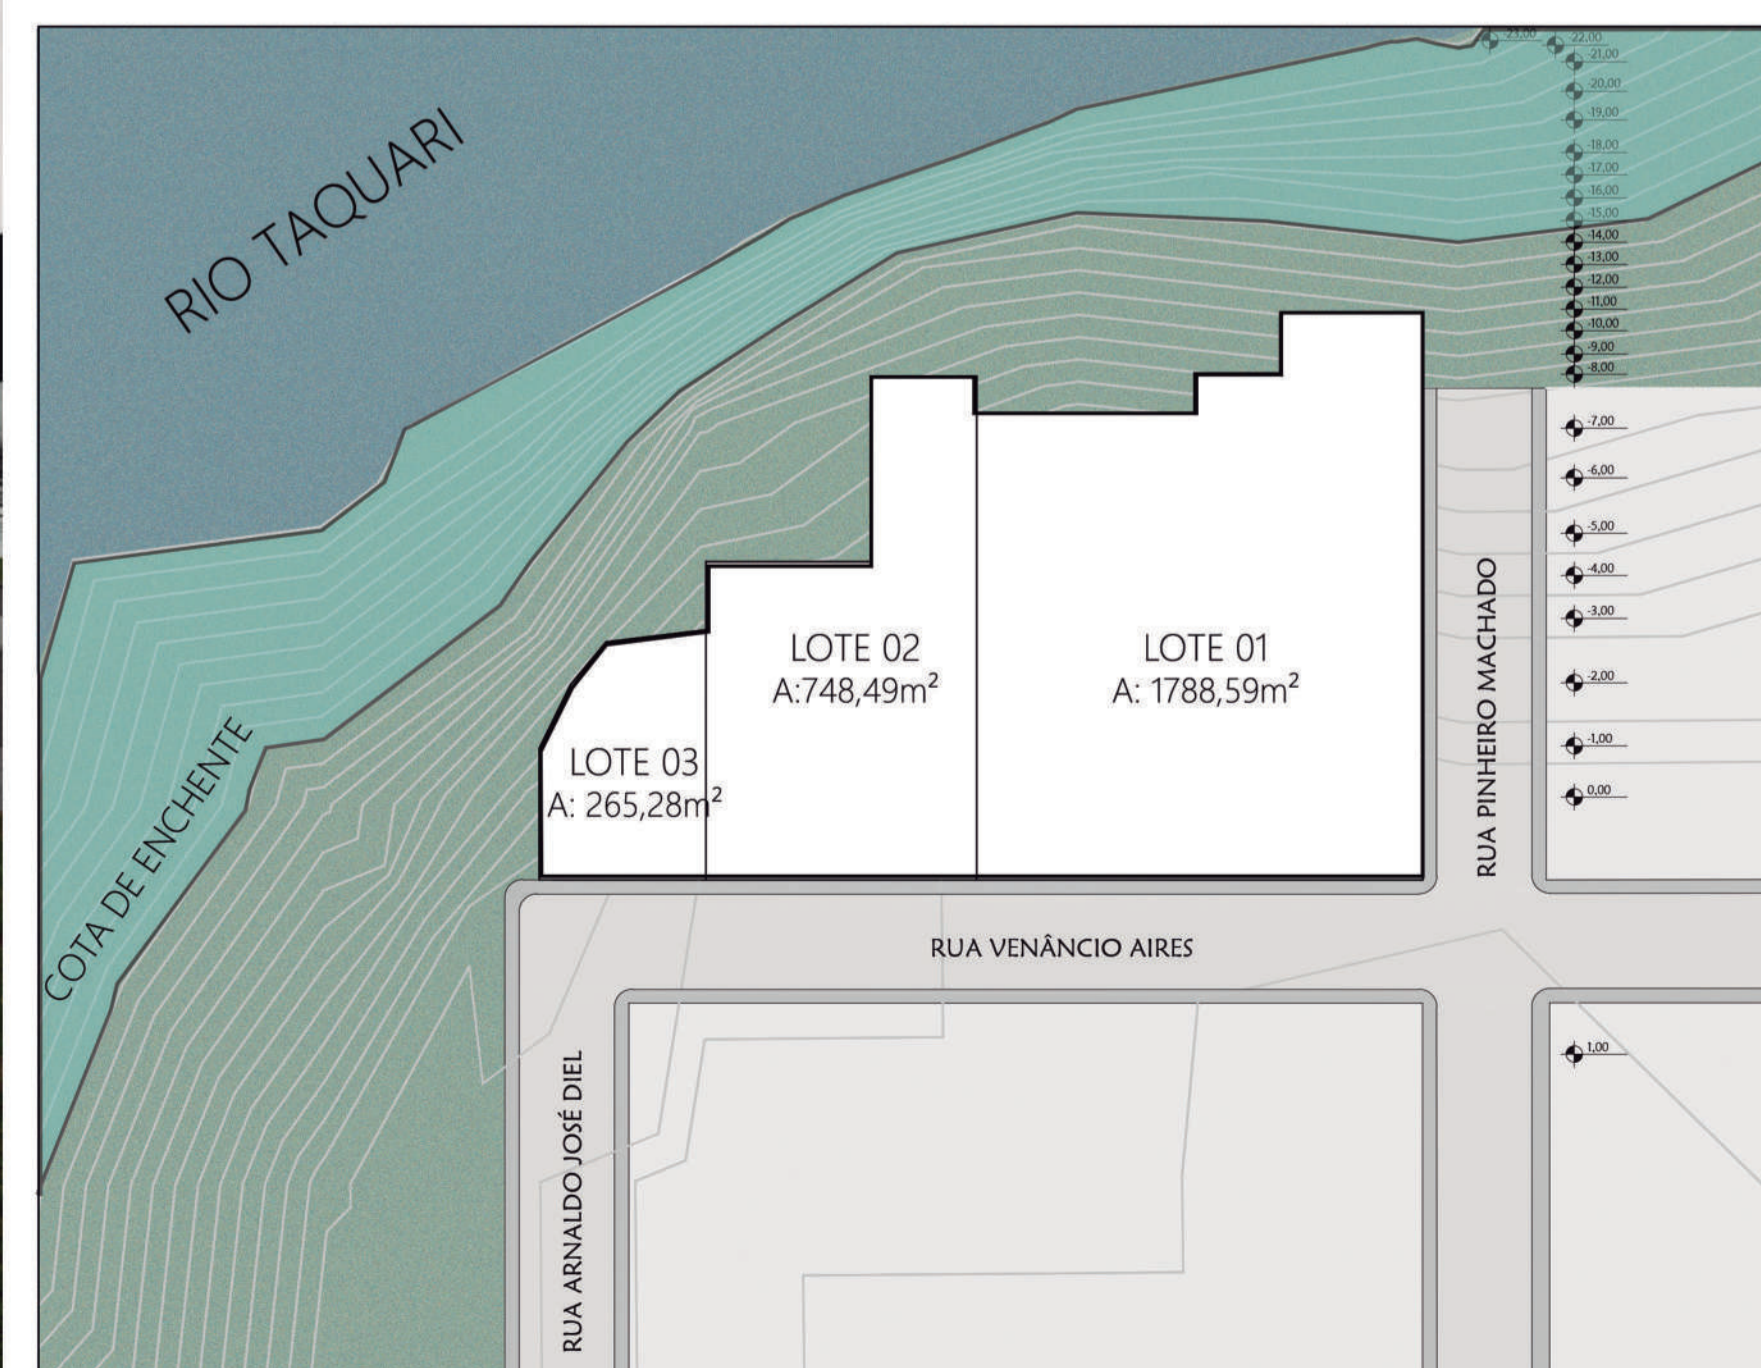 -23,00
-22,00
-21,00
-20,00
-19,00
-18,00
-17,00
-16,00
-15,00
-14,00
-13,00
-12,00
-11,00
-10,00
-9,00
-8,00
-7,00
-6,00
-5,00
-4,00
-3,00
-2,00
-1,00
0,00
1,00
RIO TAQUARI
COTA DE ENCHENTE
LOTE 03
A: 265,28m²
LOTE 02
A:748,49m²
LOTE 01
A: 1788,59m²
RUA PINHEIRO MACHADO
RUA VENÂNCIO AIRES
RUA ARNALDO JOSÉ DIEL